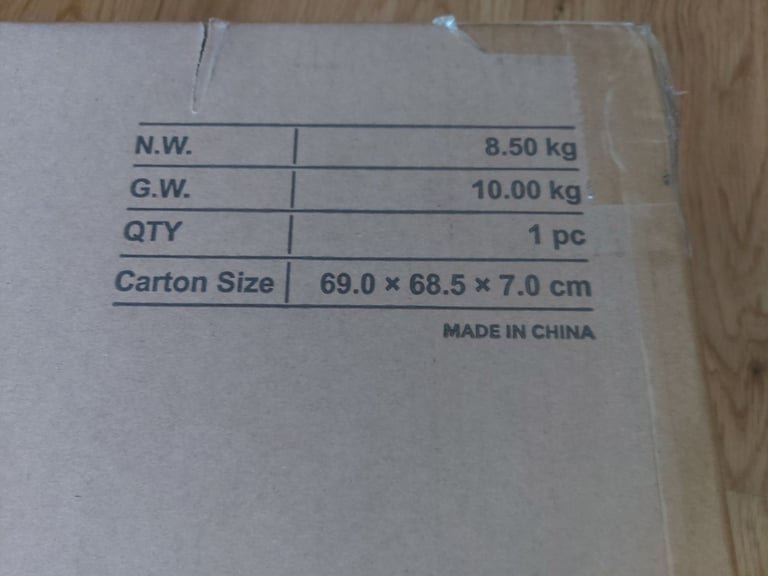 N.W. 8.50 kg
G.W. 10.00 kg
QTY 1 pc
Carton Size 69.0 × 68.5 × 7.0 cm
MADE IN CHINA